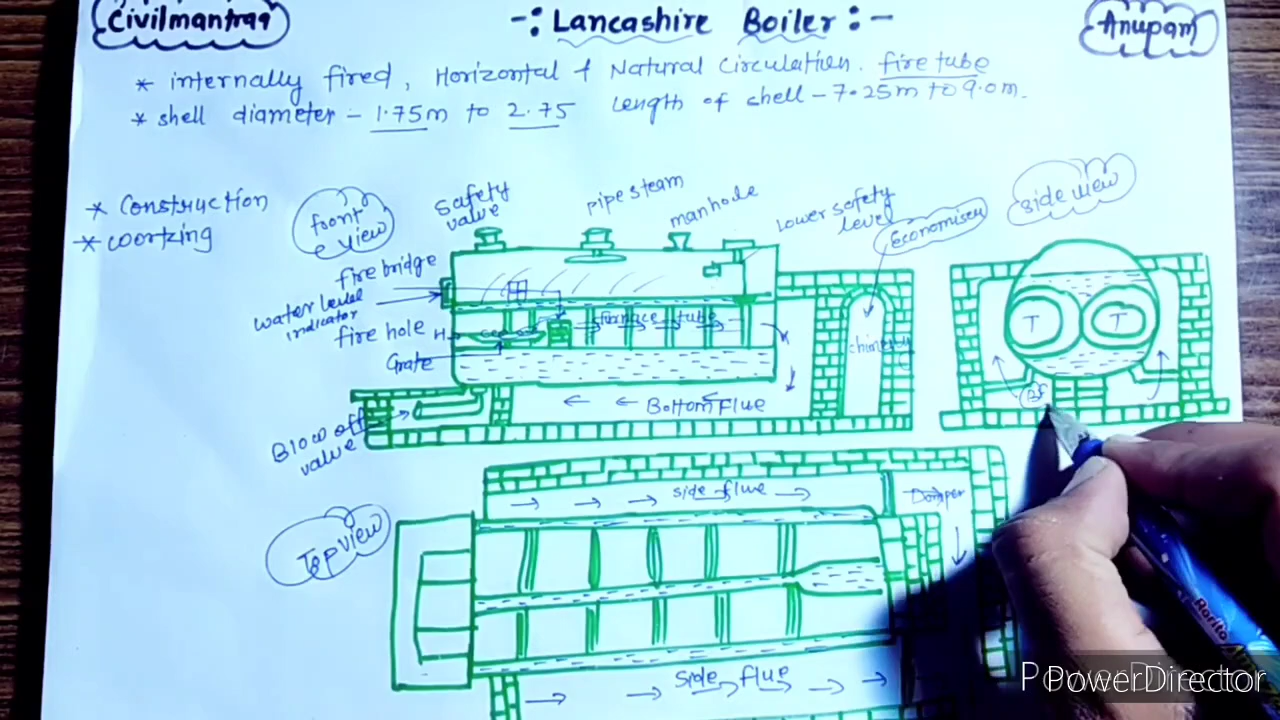 Civilmantraa
-: Lancashire Boiler :-
Anupam
* internally fired, Horizontal & Natural Circulation. fire tube
* shell diameter - 1.75m to 2.75 length of shell - 7.25m to 9.0m.
* Construction
* woorking
front view
safety valve
pipe steam
manhole
Lower safety level
Economiser
side view
fire bridge
water level indicator
fire hole
Grate
furnace tube
chimney
T
T
Bottom Flue
Blow off valve
BF
side flue
Damper
Top view
side flue
PowerDirector